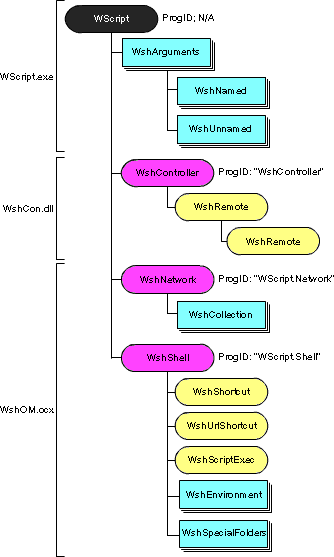 WScript
ProgID; N/A
WshArguments
WScript.exe
WshNamed
WshUnnamed
WshController
ProgID: "WshController"
WshCon.dll
WshRemote
WshRemote
WshNetwork
ProgID: "WScript.Network"
WshCollection
WshShell
ProgID: "WScript.Shell"
WshShortcut
WshOM.ocx
WshUrlShortcut
WshScriptExec
WshEnvironment
WshSpecialFolders